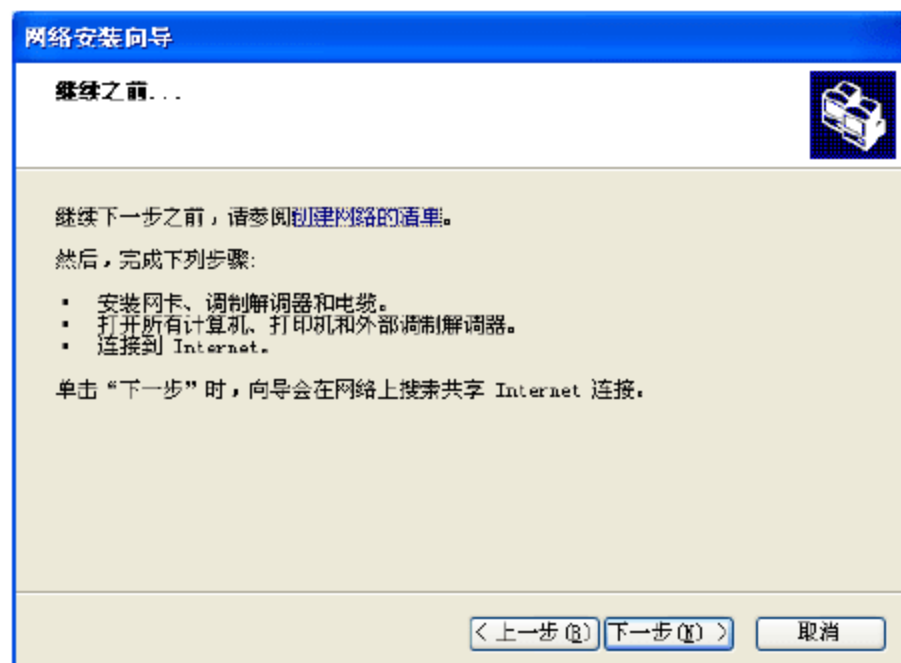 网络安装向导
继续之前...
继续下一步之前，请参阅创建网络的清单。
然后，完成下列步骤:
▪ 安装网卡、调制解调器和电缆。
▪ 打开所有计算机、打印机和外部调制解调器。
▪ 连接到 Internet。
单击“下一步”时，向导会在网络上搜索共享 Internet 连接。
< 上一步(B) 下一步(N) > 取消